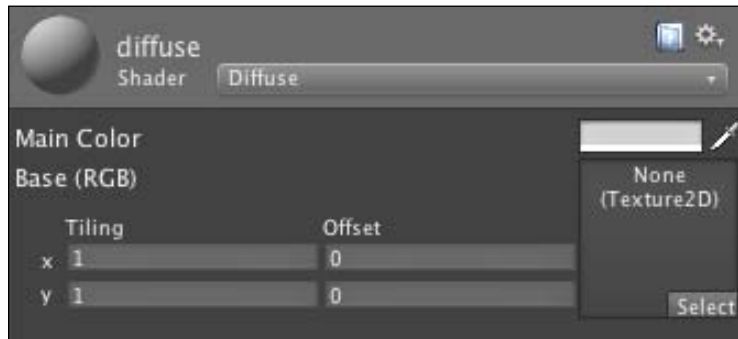 diffuse
Shader Diffuse
Main Color
Base (RGB)
None
(Texture2D)
Tiling Offset
x 1 0
y 1 0
Select